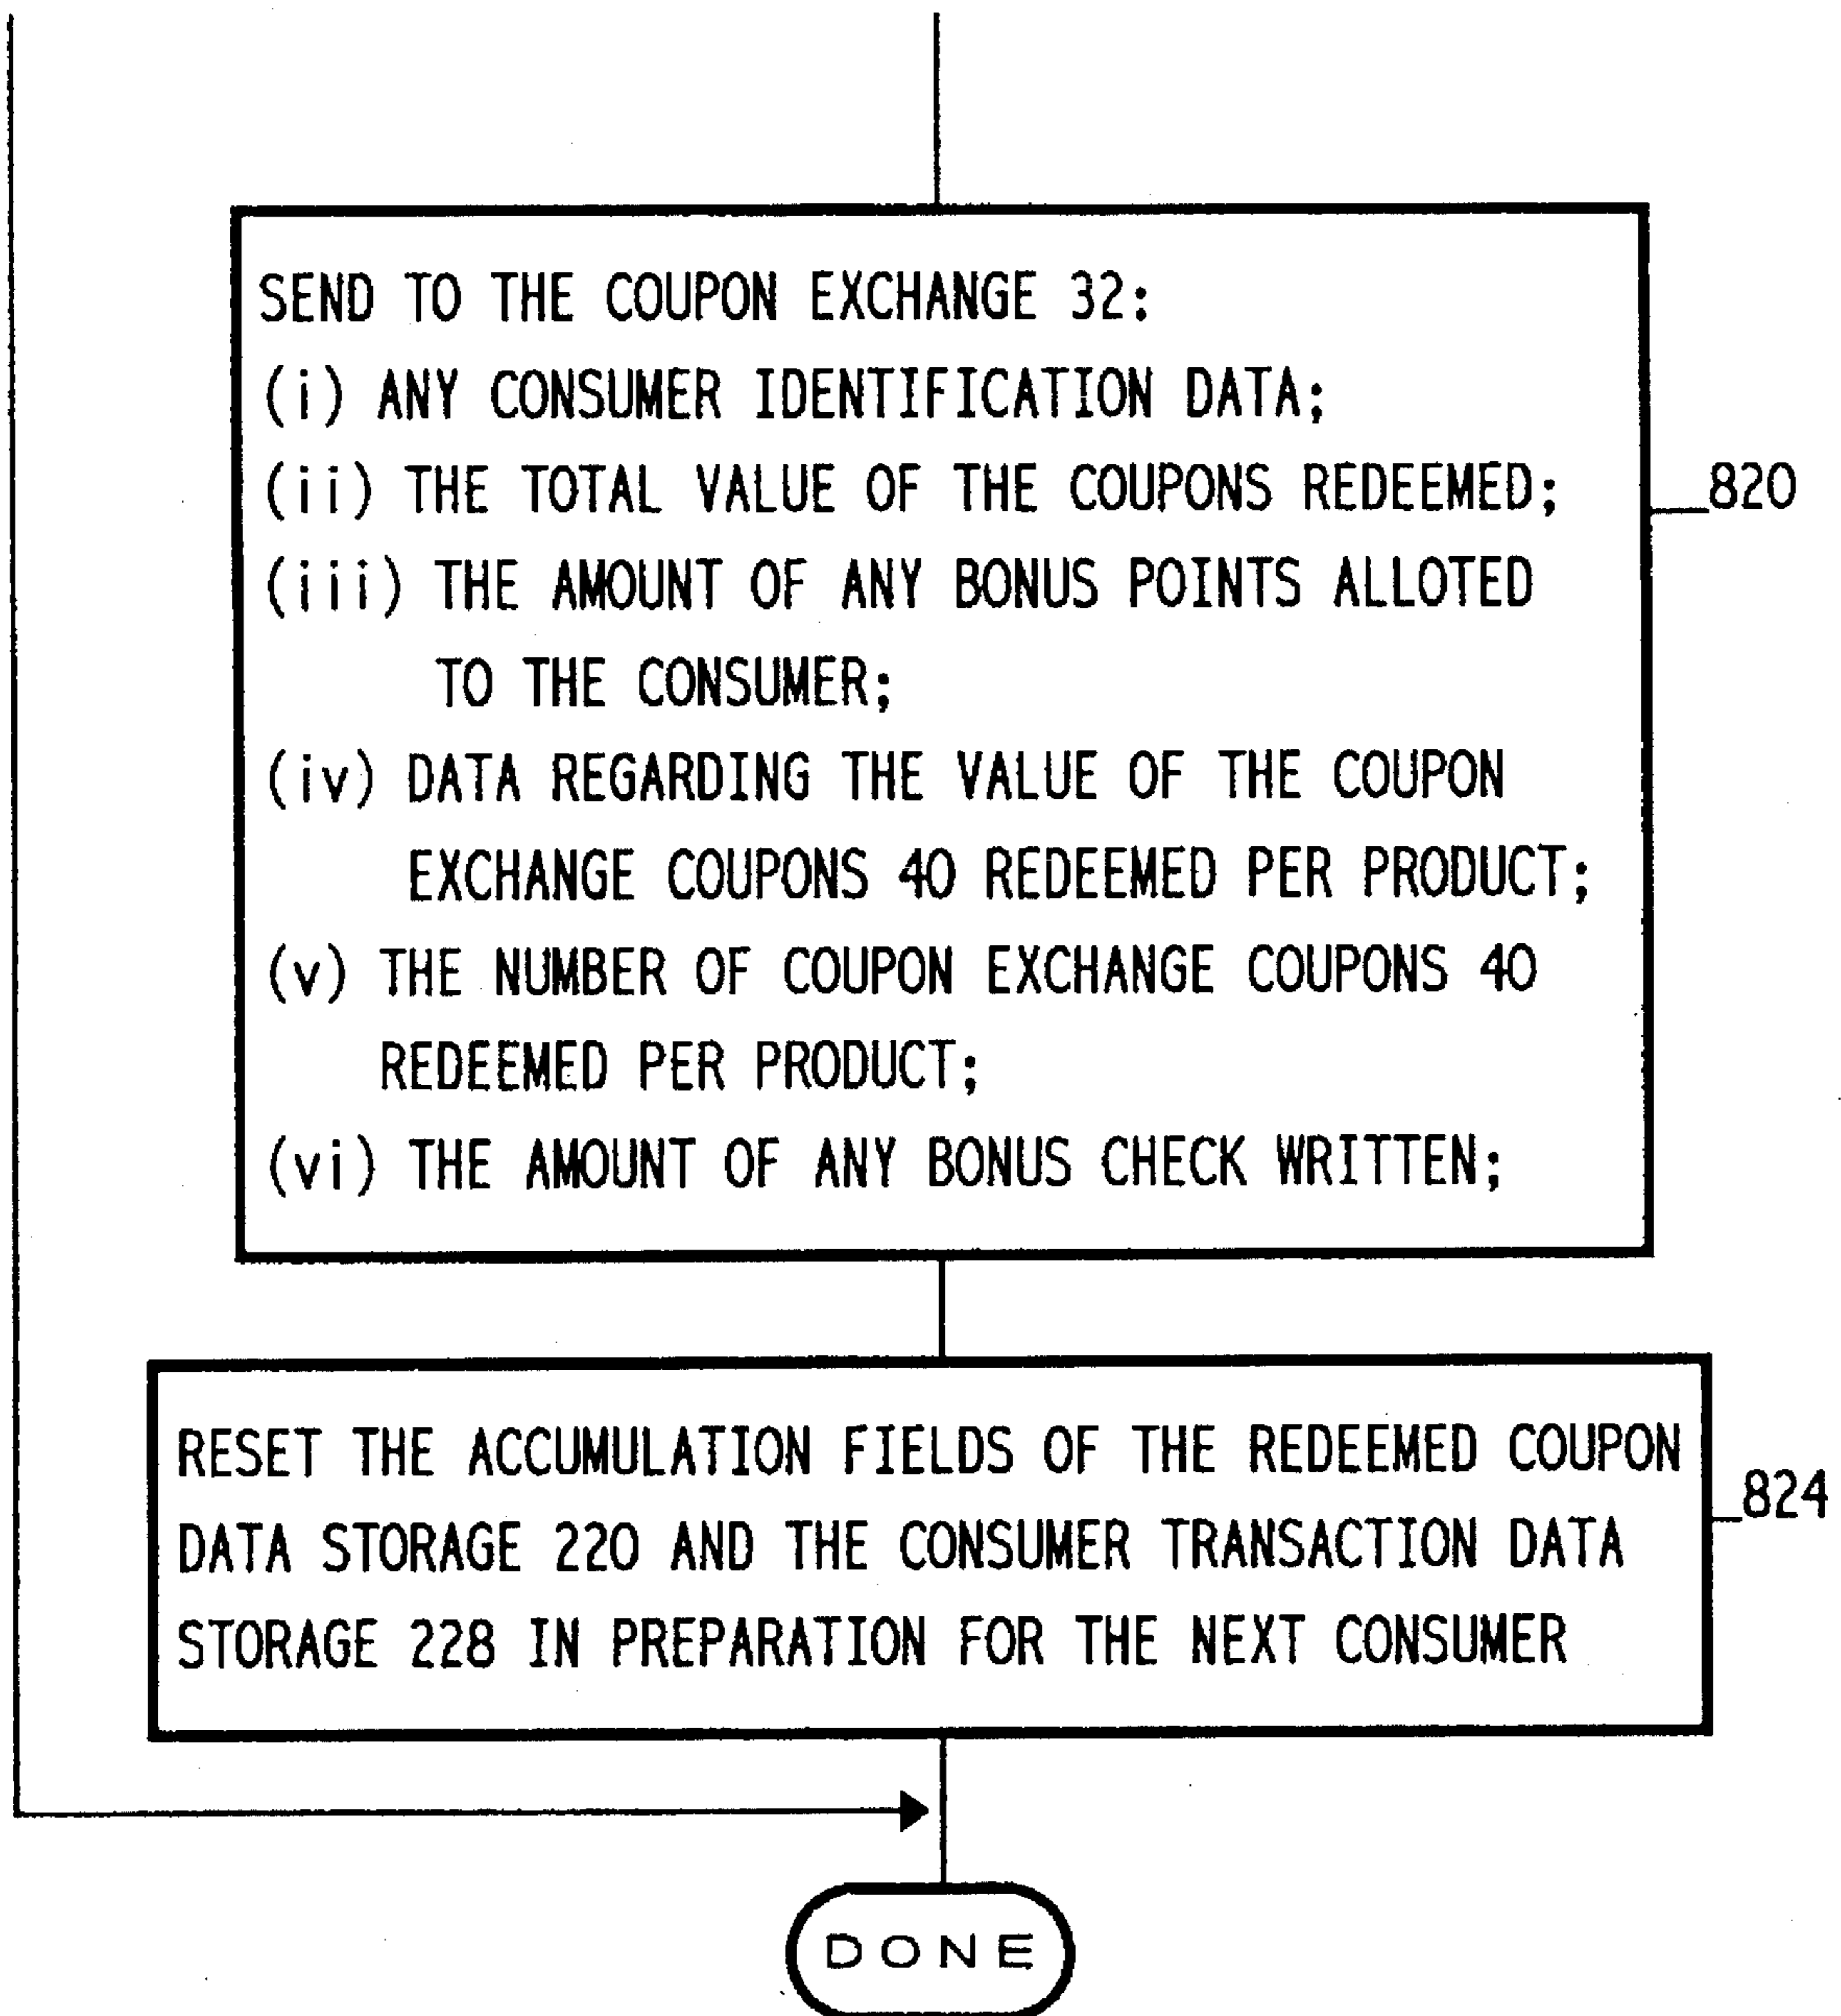 SEND TO THE COUPON EXCHANGE 32:
(i) ANY CONSUMER IDENTIFICATION DATA;
(ii) THE TOTAL VALUE OF THE COUPONS REDEEMED;
820
(iii) THE AMOUNT OF ANY BONUS POINTS ALLOTED
TO THE CONSUMER;
(iv) DATA REGARDING THE VALUE OF THE COUPON
EXCHANGE COUPONS 40 REDEEMED PER PRODUCT;
(v) THE NUMBER OF COUPON EXCHANGE COUPONS 40
REDEEMED PER PRODUCT;
(vi) THE AMOUNT OF ANY BONUS CHECK WRITTEN;
RESET THE ACCUMULATION FIELDS OF THE REDEEMED COUPON
824
DATA STORAGE 220 AND THE CONSUMER TRANSACTION DATA
STORAGE 228 IN PREPARATION FOR THE NEXT CONSUMER
DONE